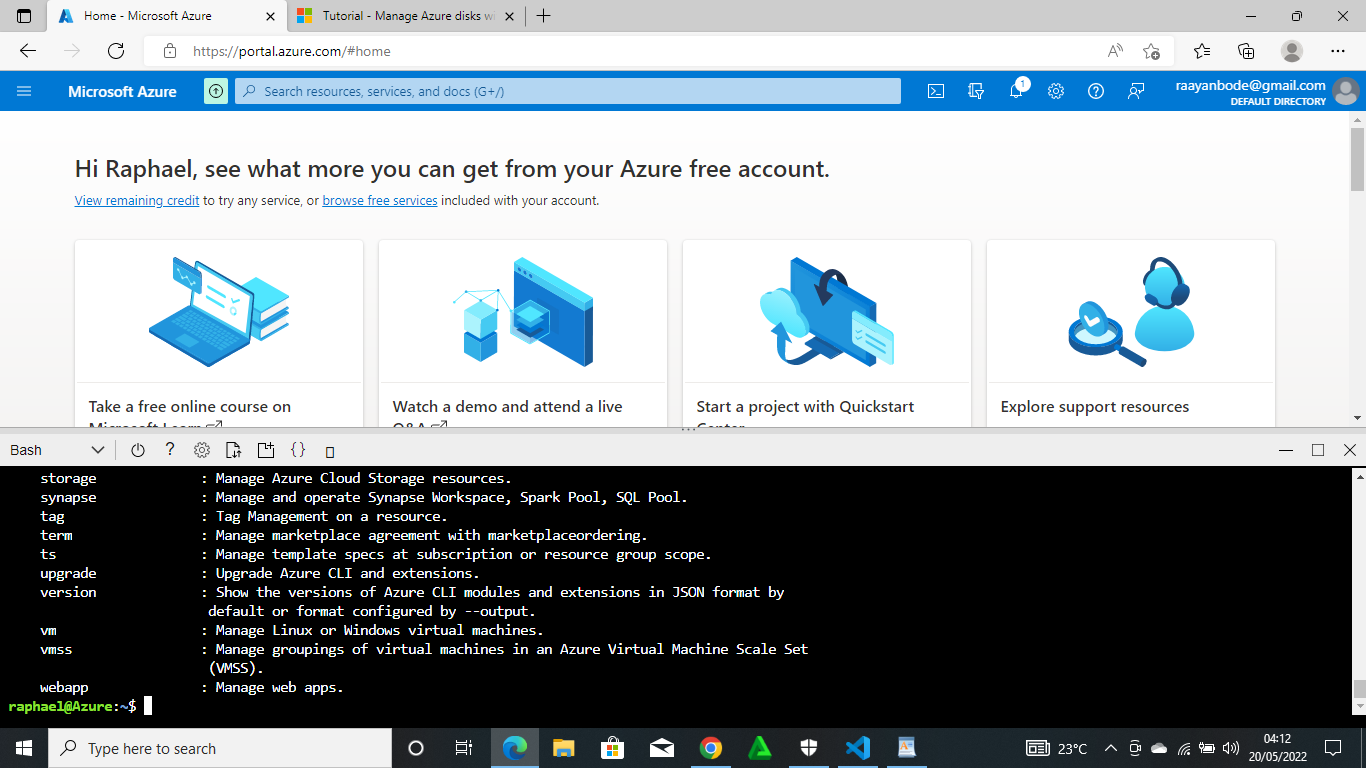 Home - Microsoft Azure
Tutorial - Manage Azure disks wi
https://portal.azure.com/#home
Microsoft Azure
Search resources, services, and docs (G+/)
1
raayanbode@gmail.com
DEFAULT DIRECTORY
Hi Raphael, see what more you can get from your Azure free account.
View remaining credit to try any service, or browse free services included with your account.
Take a free online course on
Microsoft Learn
Watch a demo and attend a live
Q&A
Start a project with Quickstart
Center
Explore support resources
Bash
storage : Manage Azure Cloud Storage resources.
synapse : Manage and operate Synapse Workspace, Spark Pool, SQL Pool.
tag : Tag Management on a resource.
term : Manage marketplace agreement with marketplaceordering.
ts : Manage template specs at subscription or resource group scope.
upgrade : Upgrade Azure CLI and extensions.
version : Show the versions of Azure CLI modules and extensions in JSON format by
default or format configured by --output.
vm : Manage Linux or Windows virtual machines.
vmss : Manage groupings of virtual machines in an Azure Virtual Machine Scale Set
(VMSS).
webapp : Manage web apps.
raphael@Azure:~$
Type here to search
23°C
04:12
20/05/2022